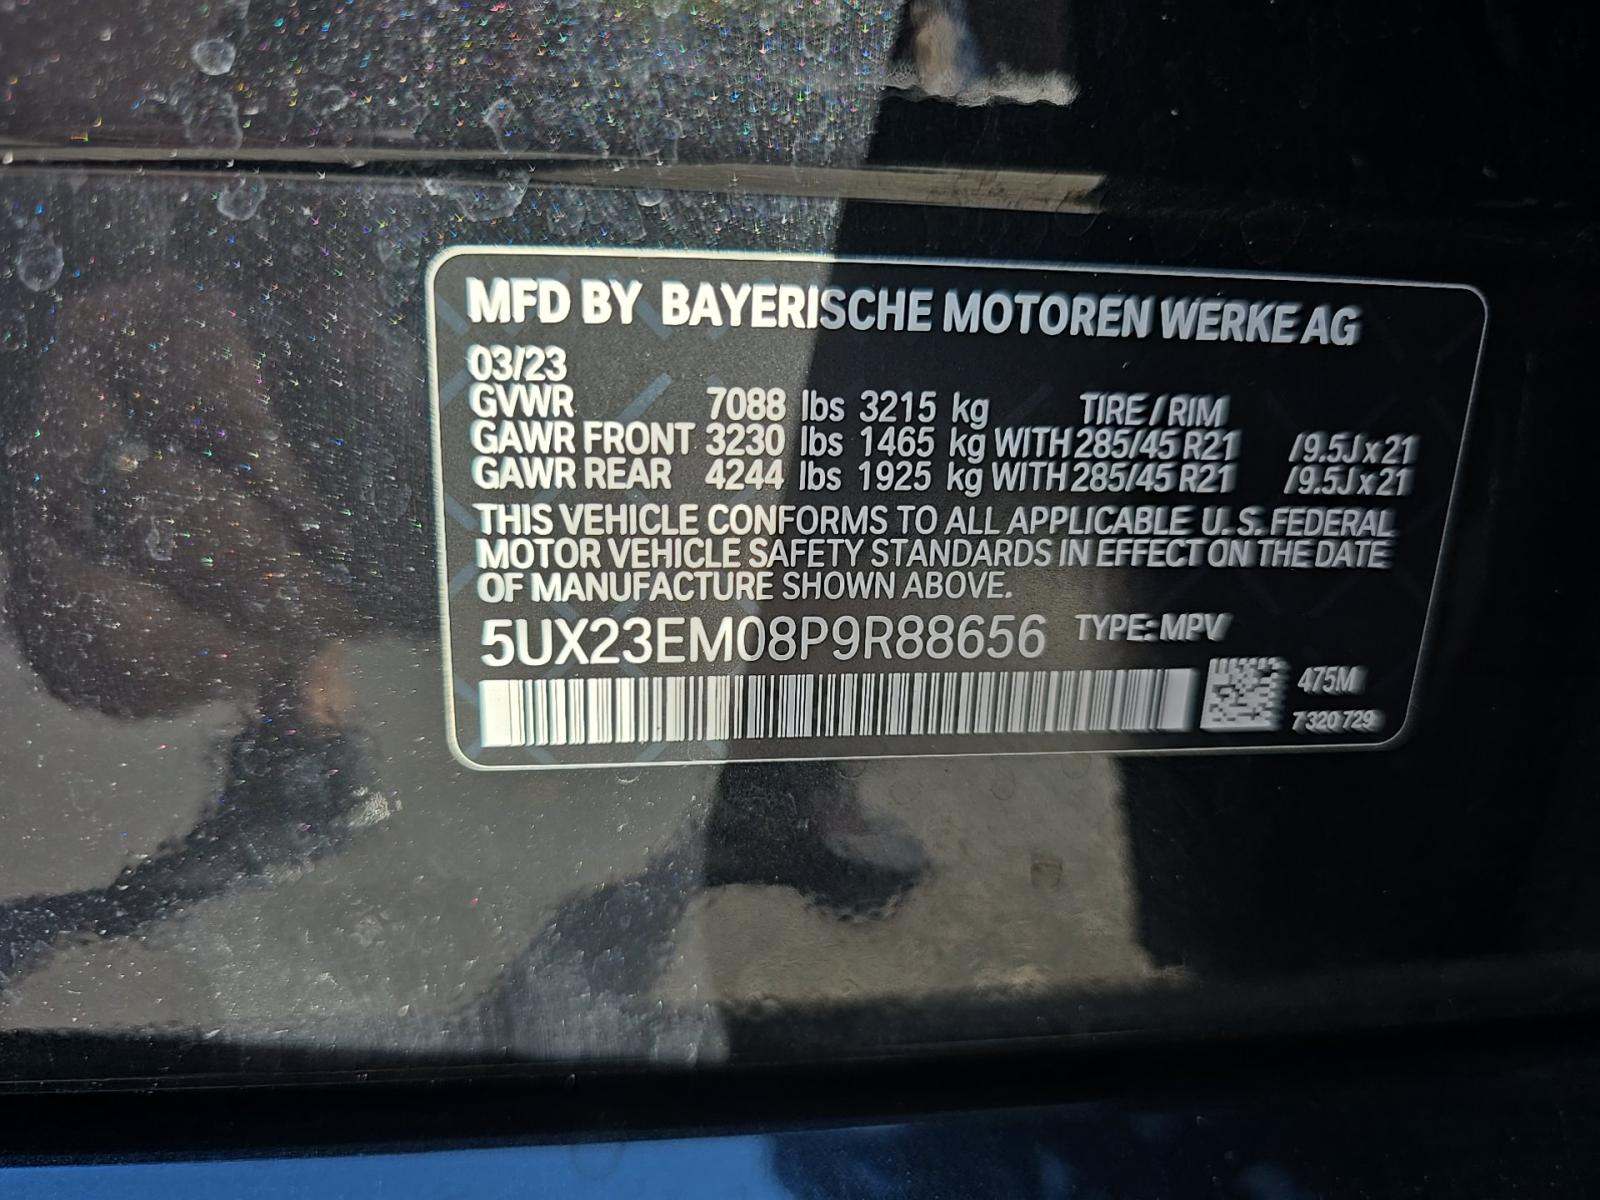 MFD BY BAYERISCHE MOTOREN WERKE AG
03/23
GVWR 7088 lbs 3215 kg TIRE / RIM
GAWR FRONT 3230 lbs 1465 kg WITH 285/45 R21 /9.5J x 21
GAWR REAR 4244 lbs 1925 kg WITH 285/45 R21 /9.5J x 21
THIS VEHICLE CONFORMS TO ALL APPLICABLE U.S. FEDERAL
MOTOR VEHICLE SAFETY STANDARDS IN EFFECT ON THE DATE
OF MANUFACTURE SHOWN ABOVE.
5UX23EM08P9R88656 TYPE: MPV
475M
7 320 729